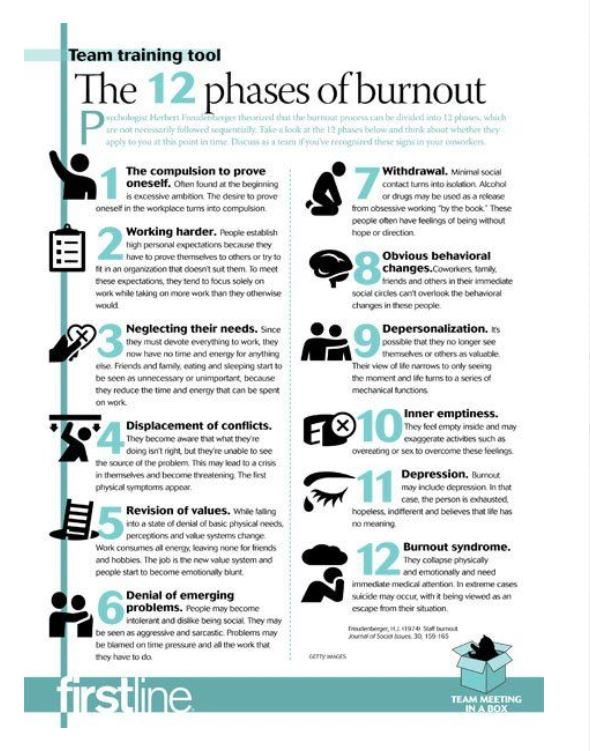 Team training tool
The 12 phases of burnout
Psychologist Herbert Freudenberger theorized that the burnout process can be divided into 12 phases, which
are not necessarily followed sequentially. Take a look at the 12 phases below and think about whether they
apply to you at this point in time. Discuss as a team if you've recognized these signs in your coworkers.
1 The compulsion to prove
oneself. Often found at the beginning
is excessive ambition. The desire to prove
oneself in the workplace turns into compulsion.
2 Working harder. People establish
high personal expectations because they
have to prove themselves to others or try to
fit in an organization that doesn't suit them. To meet
these expectations, they tend to focus solely on
work while taking on more work than they otherwise
would.
3 Neglecting their needs. Since
they must devote everything to work, they
now have no time and energy for anything
else. Friends and family, eating and sleeping start to
be seen as unnecessary or unimportant, because
they reduce the time and energy that can be spent
on work.
4 Displacement of conflicts.
They become aware that what they're
doing isn't right, but they're unable to see
the source of the problem. This may lead to a crisis
in themselves and become threatening. The first
physical symptoms appear.
5 Revision of values. While falling
into a state of denial of basic physical needs,
perceptions and value systems change.
Work consumes all energy, leaving none for friends
and hobbies. The job is the new value system and
people start to become emotionally blunt.
6 Denial of emerging
problems. People may become
intolerant and dislike being social. They may
be seen as aggressive and sarcastic. Problems may
be blamed on time pressure and all the work that
they have to do.
7 Withdrawal. Minimal social
contact turns into isolation. Alcohol
or drugs may be used as a release
from obsessive working "by the book." These
people often have feelings of being without
hope or direction.
8 Obvious behavioral
changes.Coworkers, family,
friends and others in their immediate
social circles can't overlook the behavioral
changes in these people.
9 Depersonalization. It's
possible that they no longer see
themselves or others as valuable.
Their view of life narrows to only seeing
the moment and life turns to a series of
mechanical functions.
10 Inner emptiness.
They feel empty inside and may
exaggerate activities such as
overeating or sex to overcome these feelings.
11 Depression. Burnout
may include depression. In that
case, the person is exhausted,
hopeless, indifferent and believes that life has
no meaning.
12 Burnout syndrome.
They collapse physically
and emotionally and need
immediate medical attention. In extreme cases
suicide may occur, with it being viewed as an
escape from their situation.
Freudenberger, H.J. (1974) Staff burnout
Journal of Social Issues, 30, 159-165
GETTY IMAGES
firstline
TEAM MEETING
IN A BOX